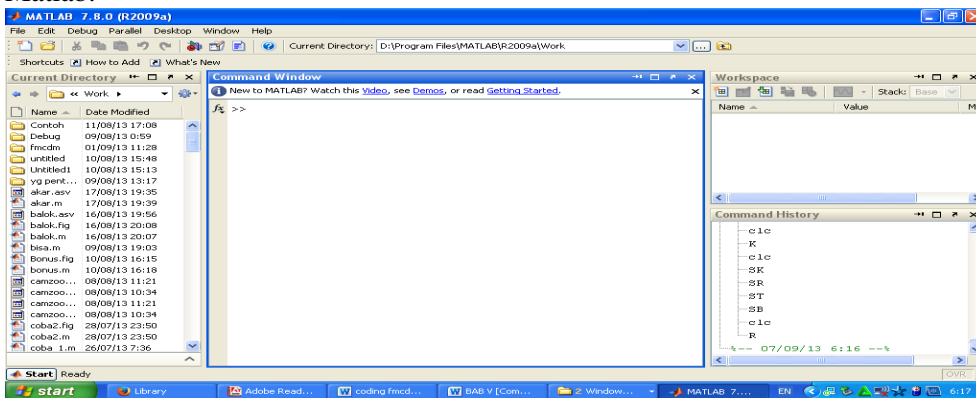 Matlab.
MATLAB 7.8.0 (R2009a)
File Edit Debug Parallel Desktop Window Help
Current Directory: D:\Program Files\MATLAB\R2009a\Work
Shortcuts How to Add What's New
Current Directory
« Work
Name Date Modified
Contoh 11/08/13 17:08
Debug 09/08/13 0:59
fmcdm 01/09/13 11:28
untitled 10/08/13 15:48
Untitled1 10/08/13 15:13
yg pent... 09/08/13 13:17
akar.asv 17/08/13 19:35
akar.m 17/08/13 19:39
balok.asv 16/08/13 19:56
balok.fig 16/08/13 20:08
balok.m 16/08/13 20:07
bisa.m 09/08/13 19:03
Bonus.fig 10/08/13 16:15
bonus.m 10/08/13 16:18
camzoo... 08/08/13 11:21
camzoo... 08/08/13 10:34
camzoo... 08/08/13 11:21
camzoo... 08/08/13 10:34
coba2.fig 28/07/13 23:50
coba2.m 28/07/13 23:50
coba_1.m 26/07/13 7:36
Command Window
New to MATLAB? Watch this Video, see Demos, or read Getting Started.
fx >>
Workspace
Stack: Base
Name Value M
Command History
clc
K
clc
SK
SR
ST
SB
clc
R
%-- 07/09/13 6:16 --%
Start Ready
OVR
start Library Adobe Read... coding fmcd... BAB V [Com... 2 Window... MATLAB 7.... EN 6:17